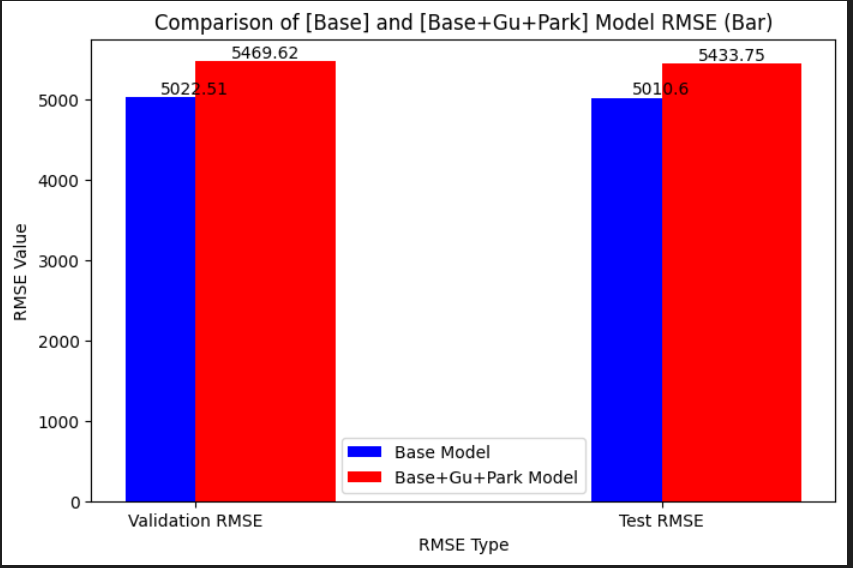 Comparison of [Base] and [Base+Gu+Park] Model RMSE (Bar)
5469.62
5433.75
5022.51
5010.6
5000
4000
3000
2000
1000
0
RMSE Value
Base Model
Base+Gu+Park Model
Validation RMSE
Test RMSE
RMSE Type